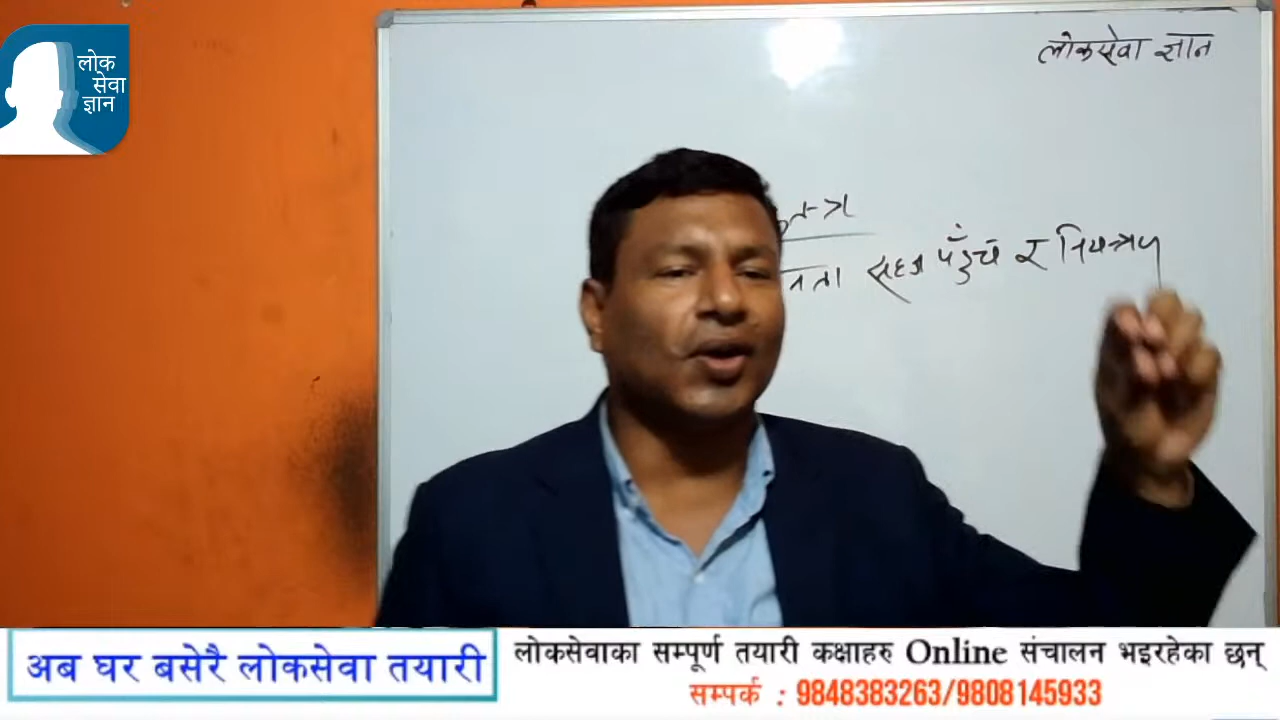 लोक
सेवा
ज्ञान
लोकसेवा ज्ञान
सहज पहुँच र नियन्त्रण
अब घर बसेरै लोकसेवा तयारी
लोकसेवाका सम्पूर्ण तयारी कक्षाहरु Online संचालन भइरहेका छन्
सम्पर्क : 9848383263/9808145933